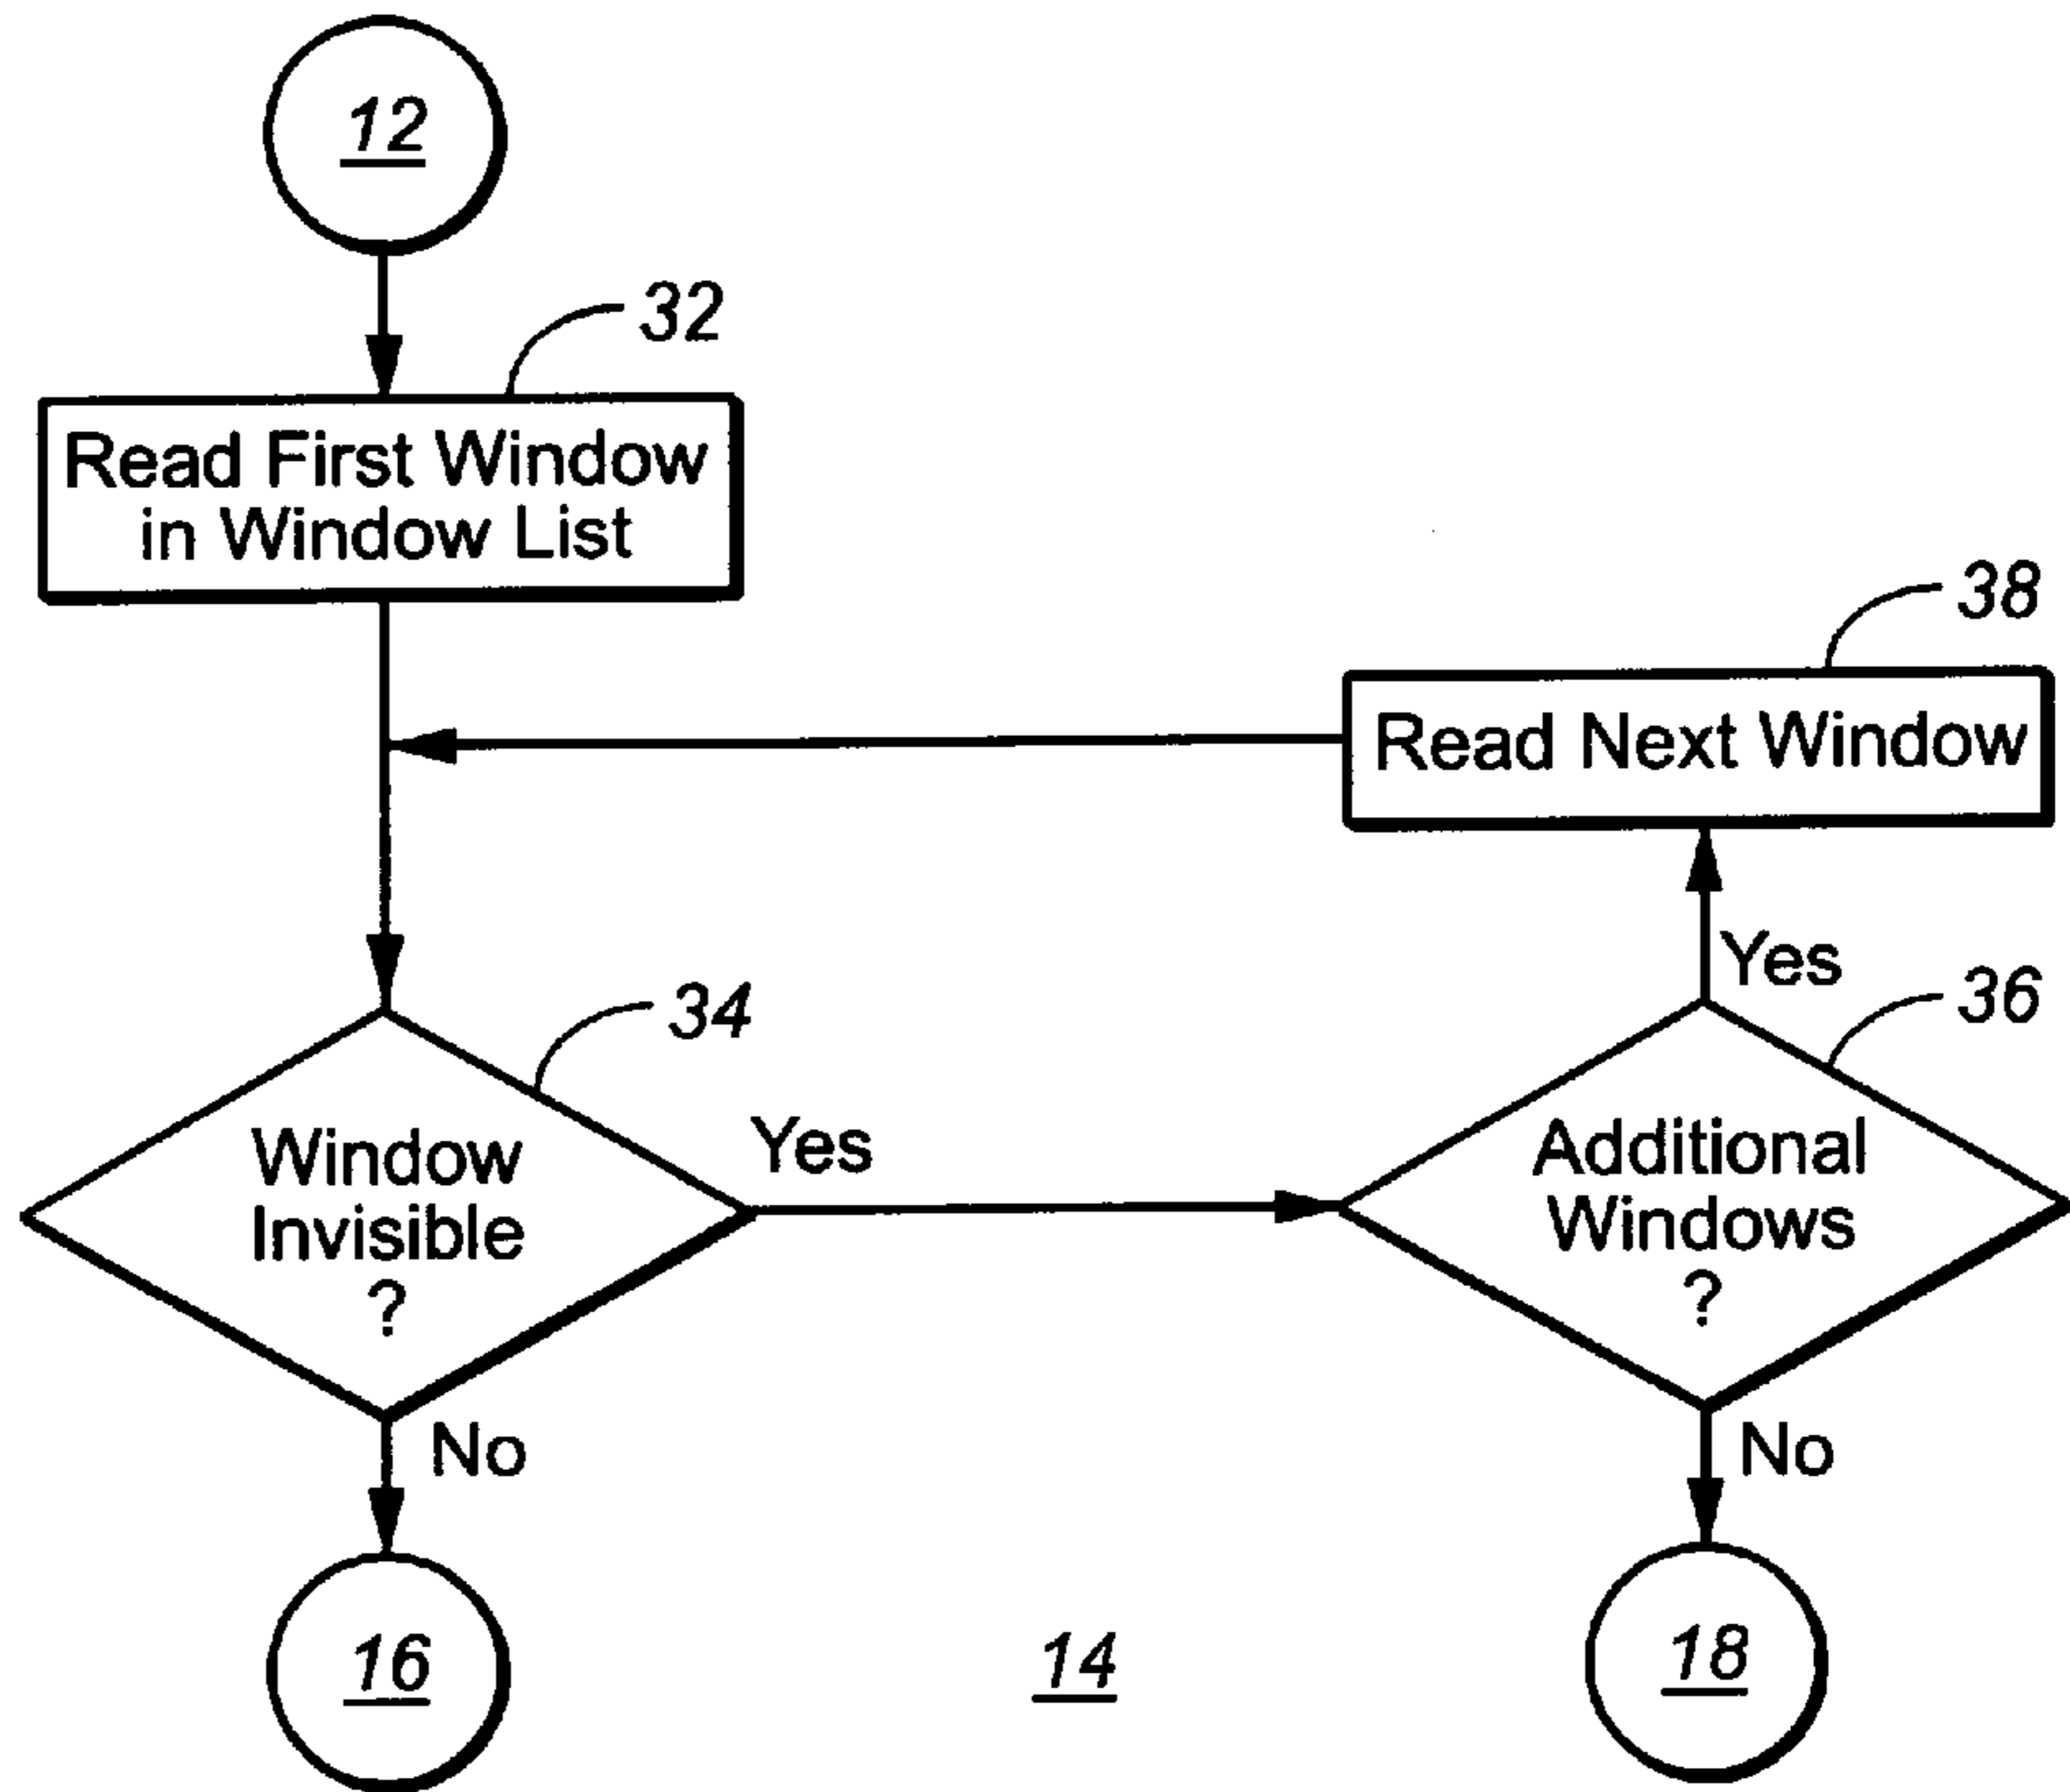 12
32
Read First Window
in Window List
38
Read Next Window
Yes
36
34
Window
Invisible
?
Yes
Additional
Windows
?
No
No
16
14
18